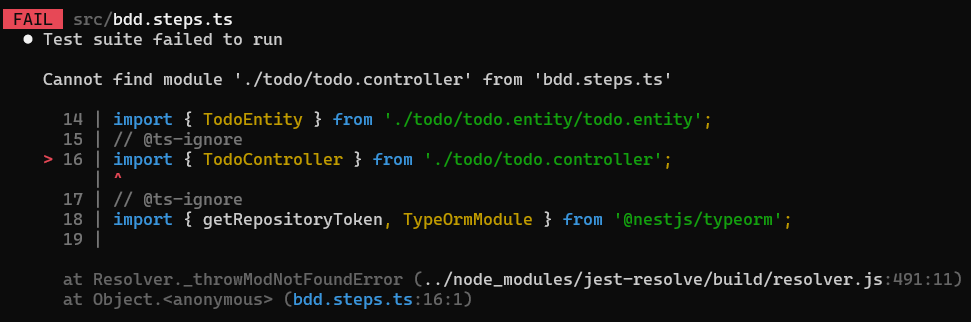 FAIL src/bdd.steps.ts
● Test suite failed to run
Cannot find module './todo/todo.controller' from 'bdd.steps.ts'
14 | import { TodoEntity } from './todo/todo.entity/todo.entity';
15 | // @ts-ignore
> 16 | import { TodoController } from './todo/todo.controller';
| ^
17 | // @ts-ignore
18 | import { getRepositoryToken, TypeOrmModule } from '@nestjs/typeorm';
19 |
at Resolver._throwModNotFoundError (../node_modules/jest-resolve/build/resolver.js:491:11)
at Object.<anonymous> (bdd.steps.ts:16:1)